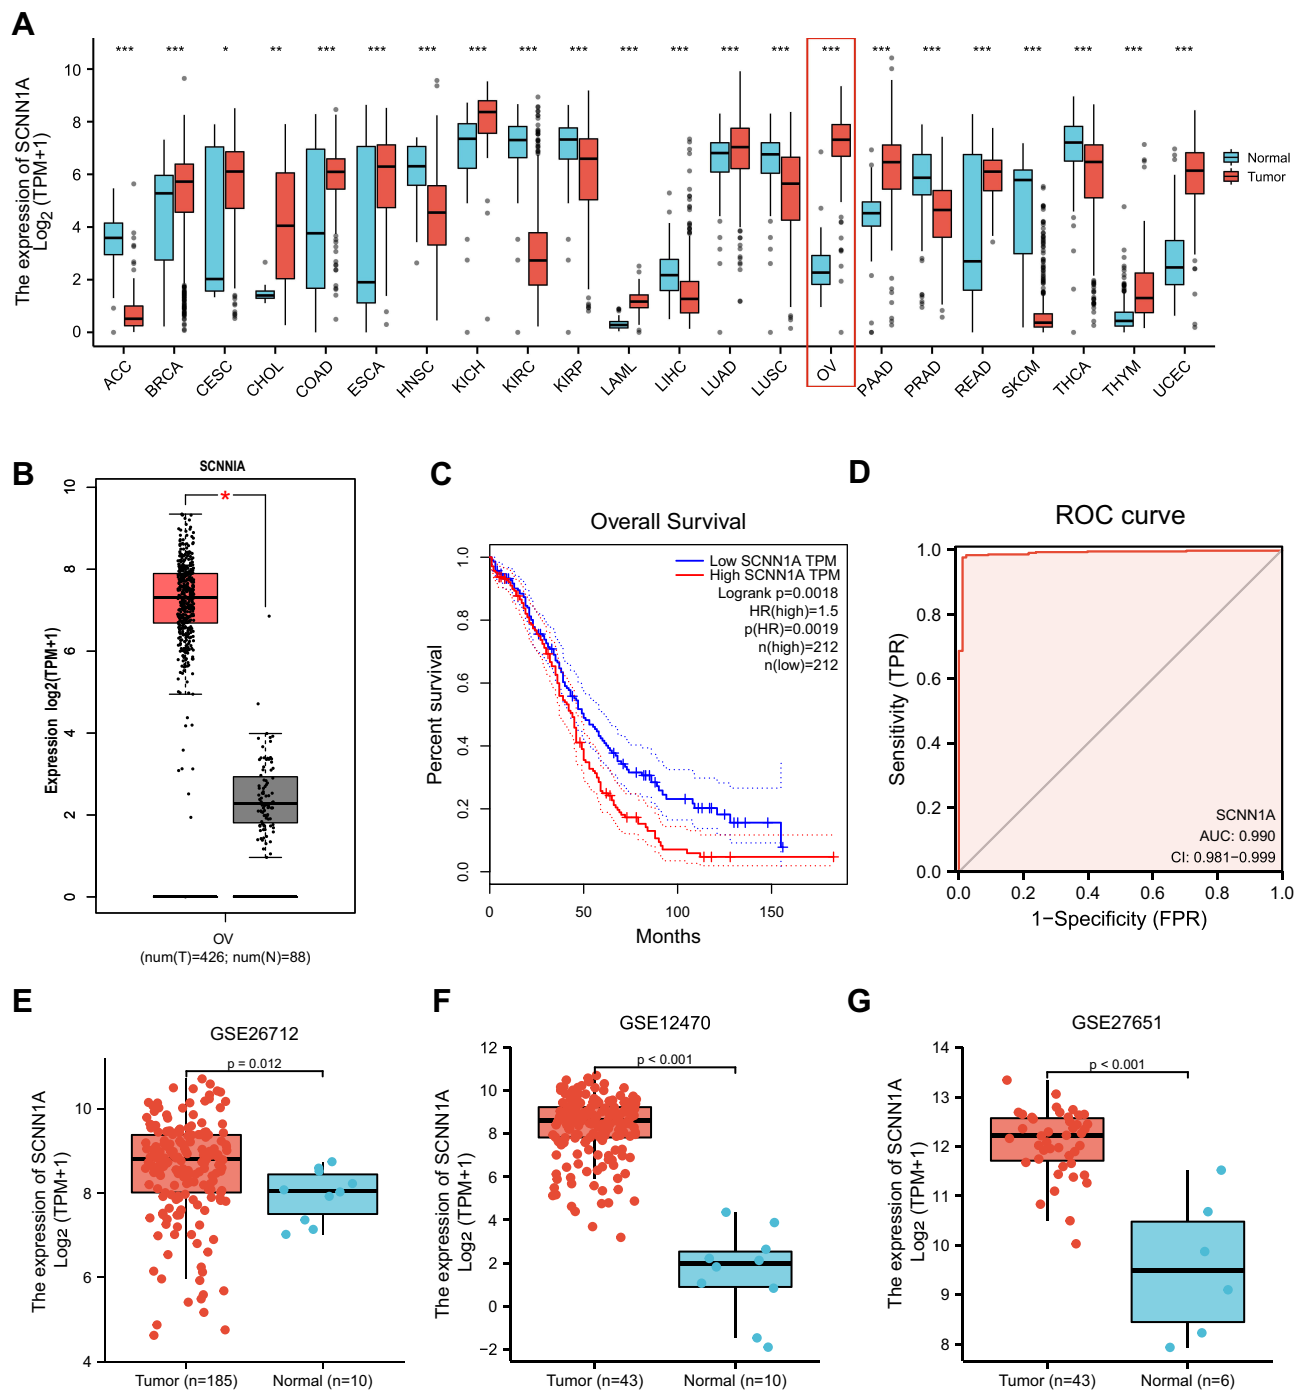 A
The expression of SCNN1A
Log2 (TPM+1)
10
8
6
4
2
0
*** *** * ** *** *** *** *** *** *** *** *** *** *** *** *** *** *** *** *** *** ***
Normal
Tumor
ACC BRCA CESC CHOL COAD ESCA HNSC KICH KIRC KIRP LAML LIHC LUAD LUSC OV PAAD PRAD READ SKCM THCA THYM UCEC
B
SCNNIA
*
Expression log2(TPM+1)
10
8
6
4
2
0
OV
(num(T)=426; num(N)=88)
C
Overall Survival
Low SCNN1A TPM
High SCNN1A TPM
Logrank p=0.0018
HR(high)=1.5
p(HR)=0.0019
n(high)=212
n(low)=212
Percent survival
1.0
0.8
0.6
0.4
0.2
0.0
0 50 100 150
Months
D
ROC curve
Sensitivity (TPR)
1.0
0.8
0.6
0.4
0.2
0.0
SCNN1A
AUC: 0.990
CI: 0.981−0.999
0.0 0.2 0.4 0.6 0.8 1.0
1−Specificity (FPR)
E
GSE26712
p = 0.012
The expression of SCNN1A
Log2 (TPM+1)
10
8
6
4
Tumor (n=185) Normal (n=10)
F
GSE12470
p < 0.001
The expression of SCNN1A
Log2 (TPM+1)
12
10
8
6
4
2
0
−2
Tumor (n=43) Normal (n=10)
G
GSE27651
p < 0.001
The expression of SCNN1A
Log2 (TPM+1)
14
13
12
11
10
9
8
Tumor (n=43) Normal (n=6)